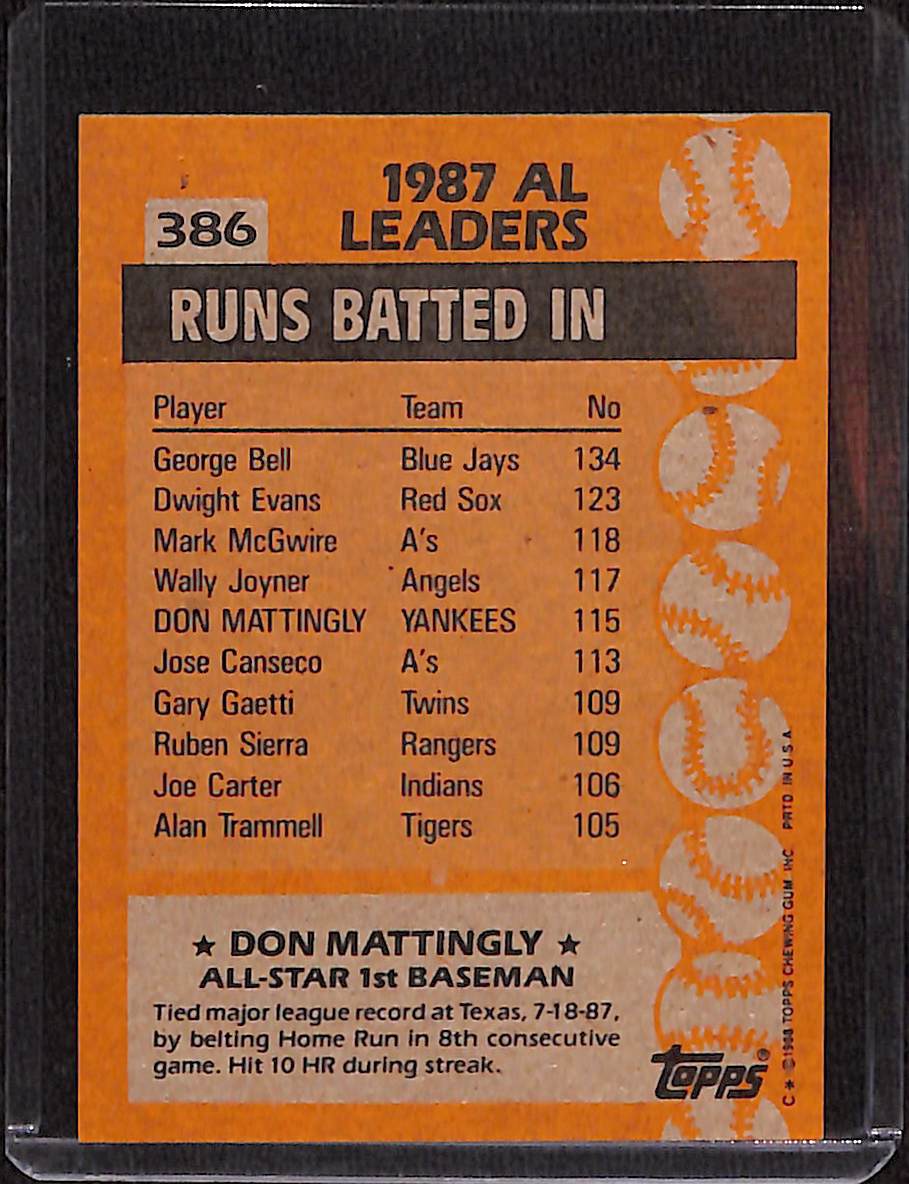 386
1987 AL
LEADERS
RUNS BATTED IN
Player Team No
George Bell Blue Jays 134
Dwight Evans Red Sox 123
Mark McGwire A's 118
Wally Joyner Angels 117
DON MATTINGLY YANKEES 115
Jose Canseco A's 113
Gary Gaetti Twins 109
Ruben Sierra Rangers 109
Joe Carter Indians 106
Alan Trammell Tigers 105
★ DON MATTINGLY ★
ALL-STAR 1st BASEMAN
Tied major league record at Texas, 7-18-87,
by belting Home Run in 8th consecutive
game. Hit 10 HR during streak.
Topps®
C* ©1988 TOPPS CHEWING GUM INC PRTD IN U.S.A.